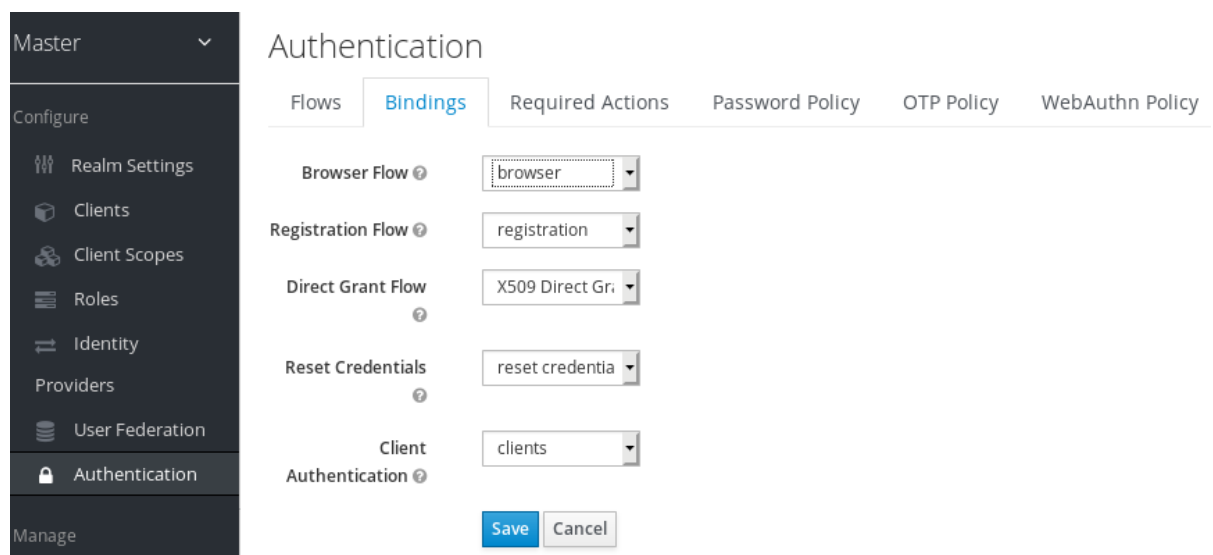 Master
Configure
Realm Settings
Clients
Client Scopes
Roles
Identity
Providers
User Federation
Authentication
Manage
Authentication
Flows Bindings Required Actions Password Policy OTP Policy WebAuthn Policy
Browser Flow browser
Registration Flow registration
Direct Grant Flow X509 Direct Gra
Reset Credentials reset credentia
Client clients
Authentication
Save Cancel